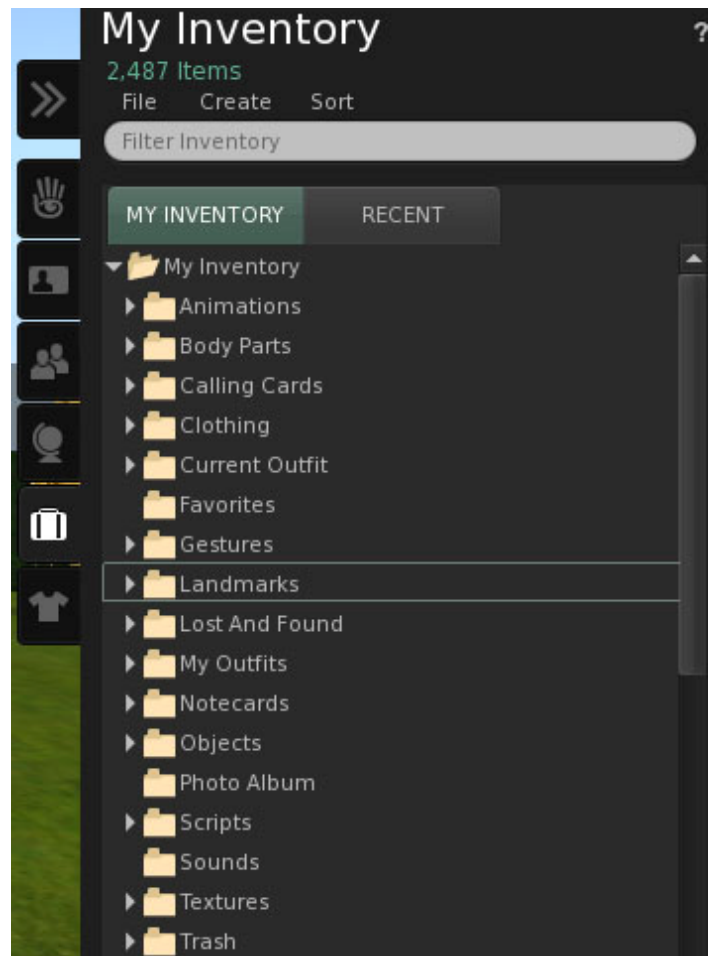 My Inventory
?
2,487 Items
File Create Sort
Filter Inventory
MY INVENTORY RECENT
My Inventory
Animations
Body Parts
Calling Cards
Clothing
Current Outfit
Favorites
Gestures
Landmarks
Lost And Found
My Outfits
Notecards
Objects
Photo Album
Scripts
Sounds
Textures
Trash